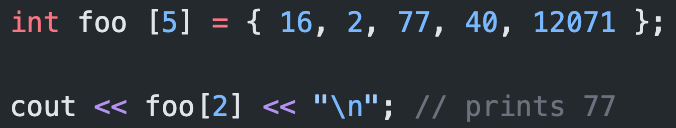 int foo [5] = { 16, 2, 77, 40, 12071 };
cout << foo[2] << "\n"; // prints 77